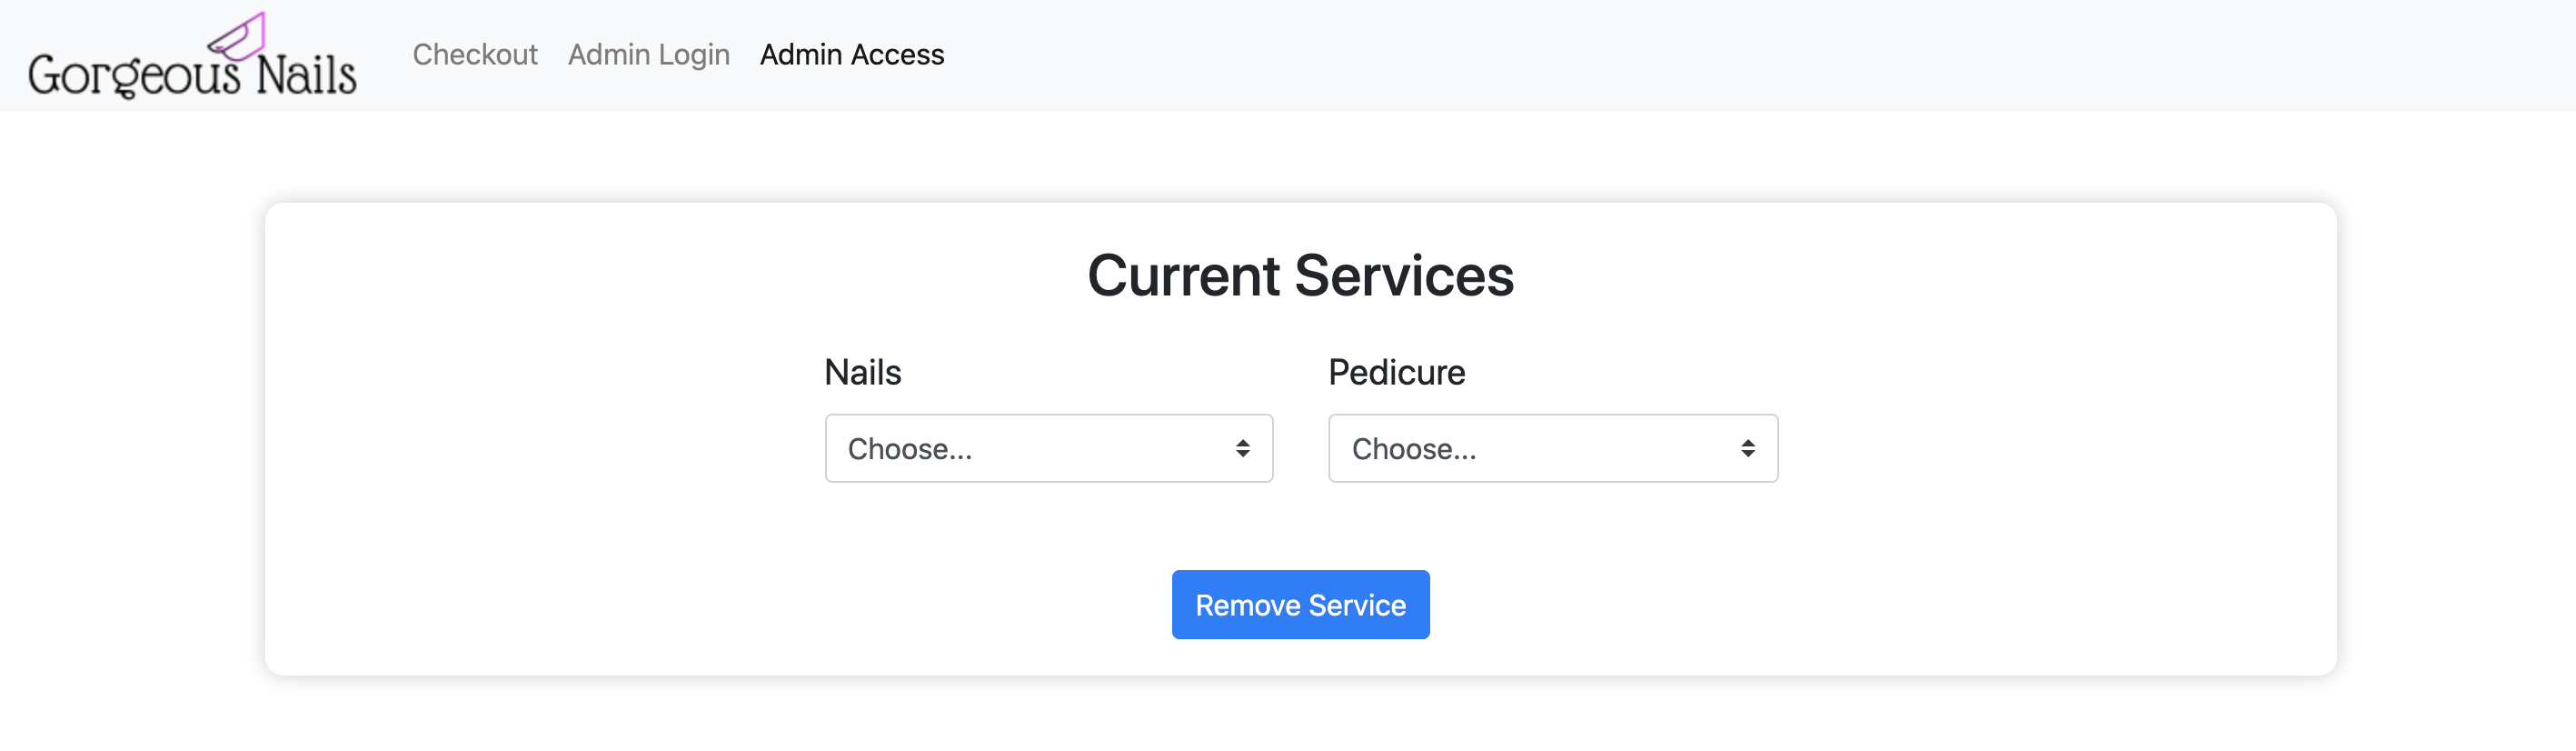 Gorgeous Nails
Checkout Admin Login Admin Access
Current Services
Nails Pedicure
Choose... Choose...
Remove Service